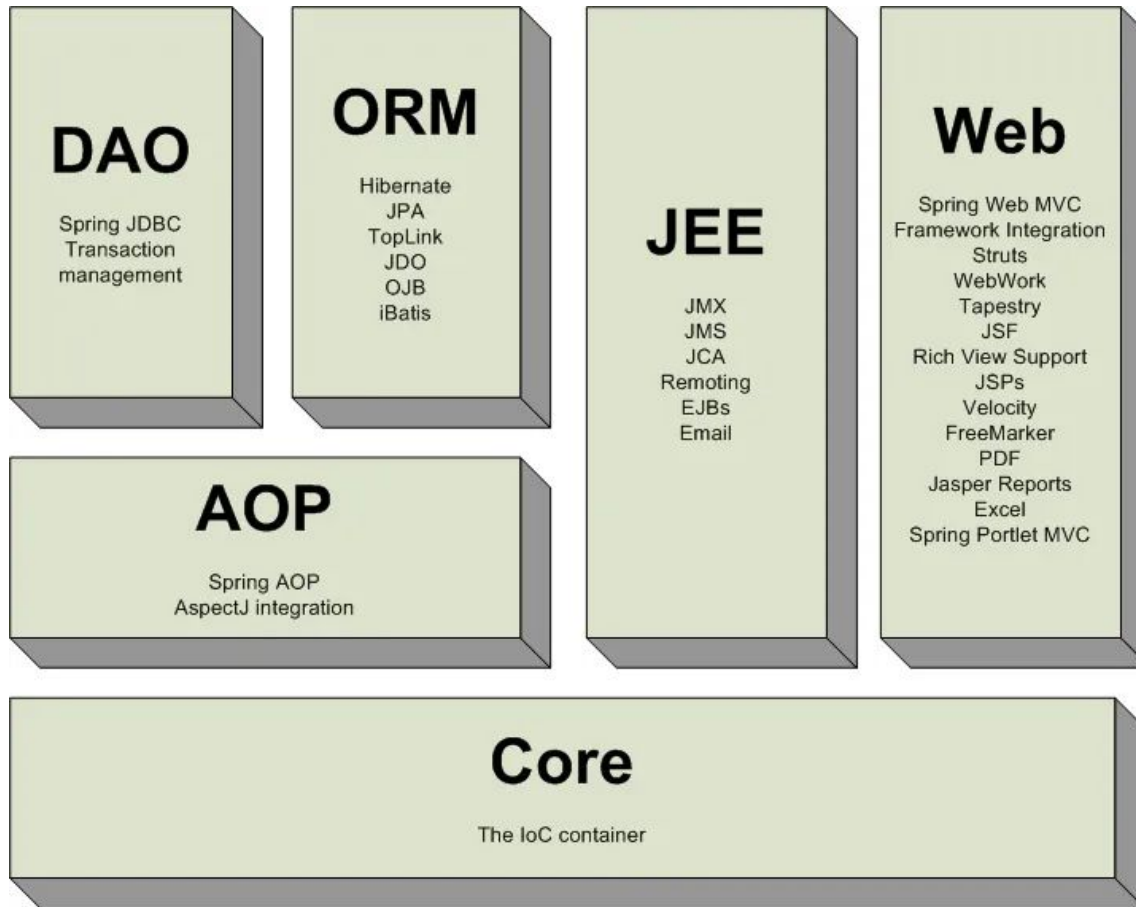 DAO
Spring JDBC
Transaction
management
ORM
Hibernate
JPA
TopLink
JDO
OJB
iBatis
JEE
JMX
JMS
JCA
Remoting
EJBs
Email
Web
Spring Web MVC
Framework Integration
Struts
WebWork
Tapestry
JSF
Rich View Support
JSPs
Velocity
FreeMarker
PDF
Jasper Reports
Excel
Spring Portlet MVC
AOP
Spring AOP
AspectJ integration
Core
The IoC container